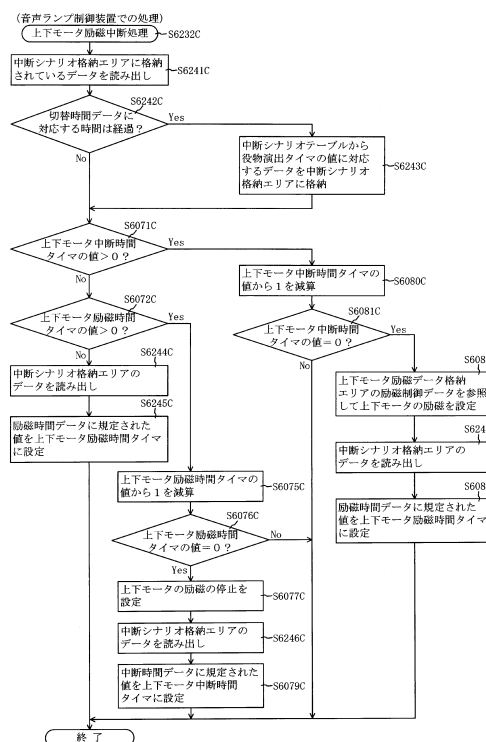 (音声ランプ制御装置での処理)
上下モータ励磁中断処理
S6232C
中断シナリオ格納エリアに格納
されているデータを読み出し
S6241C
S6242C
切替時間データに
対応する時間は経過？
Yes
No
中断シナリオテーブルから
役物演出タイマの値に対応
するデータを中断シナリオ
格納エリアに格納
S6243C
S6071C
上下モータ中断時間
タイマの値＞０？
Yes
No
上下モータ中断時間タイマの
値から１を減算
S6080C
S6072C
上下モータ励磁時間
タイマの値＞０？
Yes
No
S6081C
上下モータ中断時間
タイマの値＝０？
Yes
No
S6244C
中断シナリオ格納エリアの
データを読み出し
S6245C
励磁時間データに規定された
値を上下モータ励磁時間タイマ
に設定
S608
上下モータ励磁データ格納
エリアの励磁制御データを参照
して上下モータの励磁を設定
S624
中断シナリオ格納エリアの
データを読み出し
S608
励磁時間データに規定された
値を上下モータ励磁時間タイマ
に設定
上下モータ励磁時間タイマの
値から１を減算
S6075C
S6076C
上下モータ励磁時間
タイマの値＝０？
No
Yes
上下モータの励磁の停止を
設定
S6077C
中断シナリオ格納エリアの
データを読み出し
S6246C
中断時間データに規定された
値を上下モータ中断時間
タイマに設定
S6079C
終了